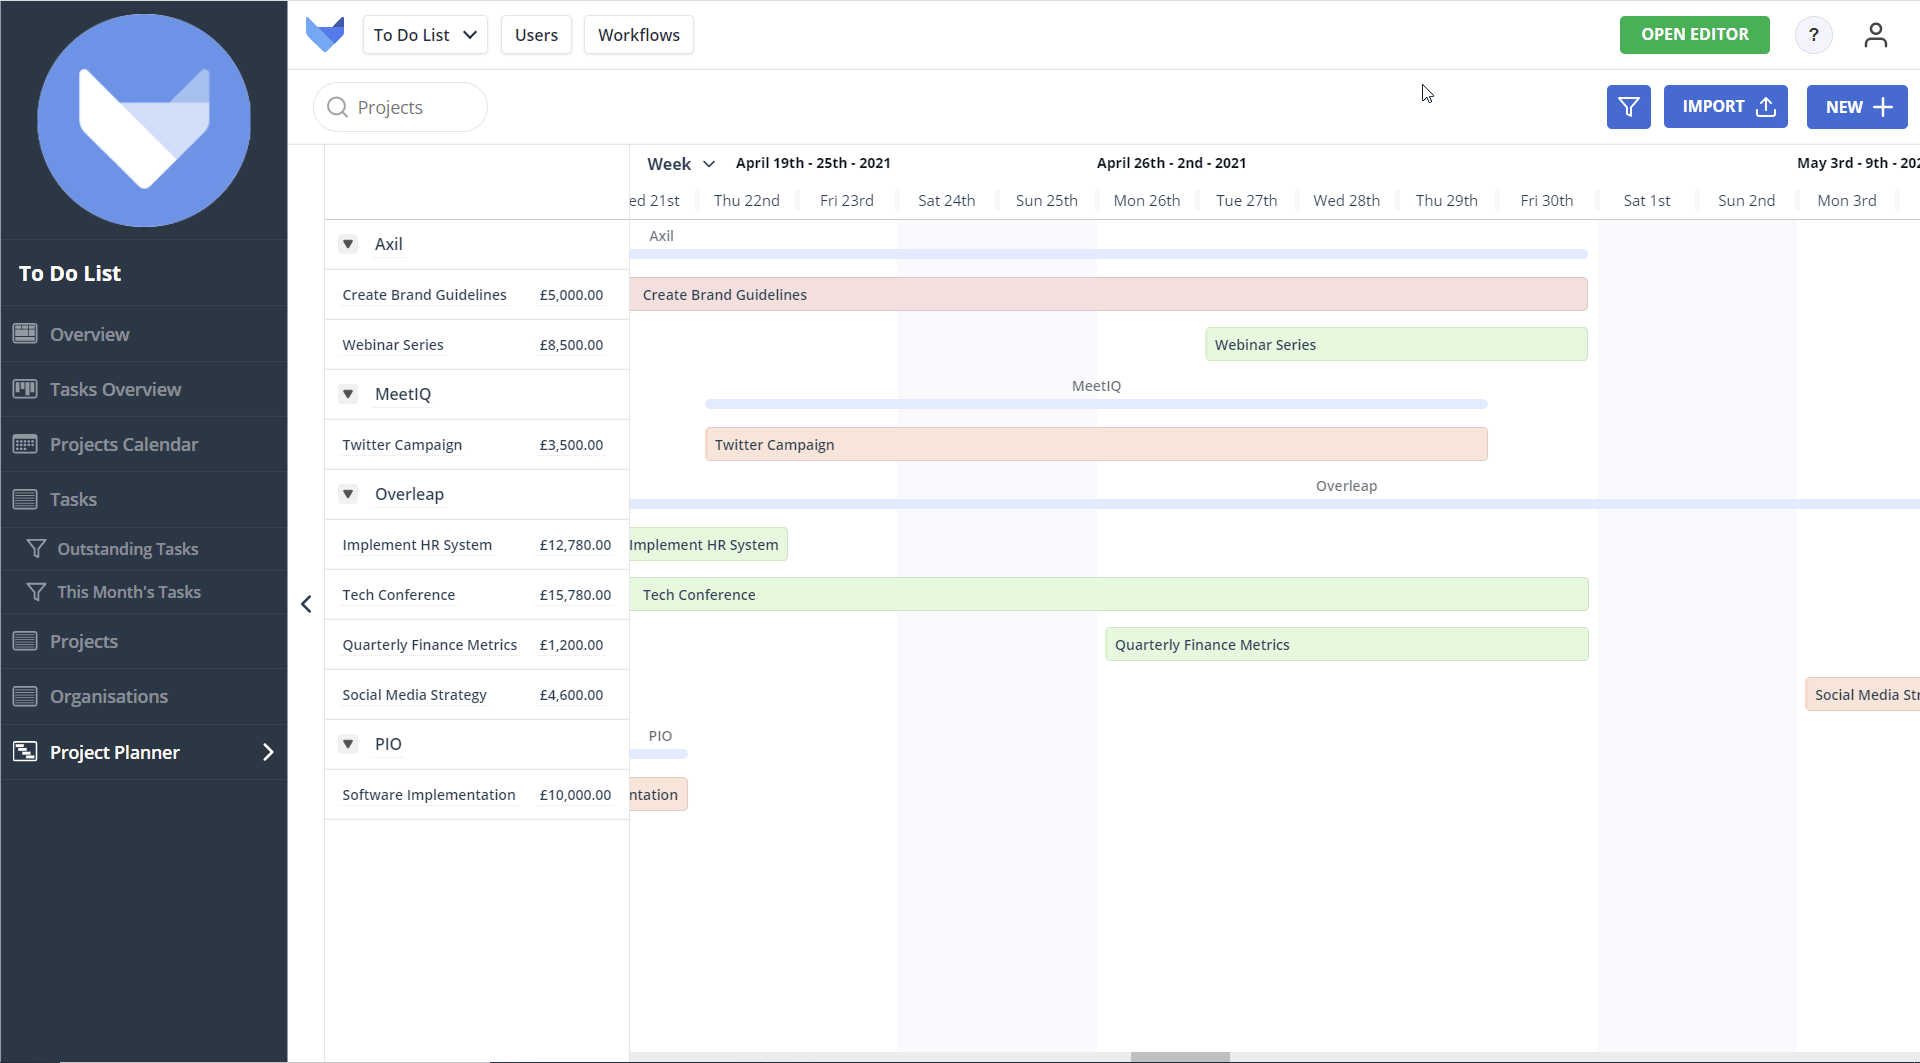 To Do List
Users
Workflows
OPEN EDITOR
?
Projects
IMPORT
NEW
To Do List
Overview
Tasks Overview
Projects Calendar
Tasks
Outstanding Tasks
This Month's Tasks
Projects
Organisations
Project Planner
Week
April 19th - 25th - 2021
April 26th - 2nd - 2021
May 3rd - 9th - 202
ed 21st
Thu 22nd
Fri 23rd
Sat 24th
Sun 25th
Mon 26th
Tue 27th
Wed 28th
Thu 29th
Fri 30th
Sat 1st
Sun 2nd
Mon 3rd
Axil
Axil
Create Brand Guidelines £5,000.00
Create Brand Guidelines
Webinar Series £8,500.00
Webinar Series
MeetIQ
MeetIQ
Twitter Campaign £3,500.00
Twitter Campaign
Overleap
Overleap
Implement HR System £12,780.00
Implement HR System
Tech Conference £15,780.00
Tech Conference
Quarterly Finance Metrics £1,200.00
Quarterly Finance Metrics
Social Media Strategy £4,600.00
Social Media Str
PIO
PIO
Software Implementation £10,000.00
ntation